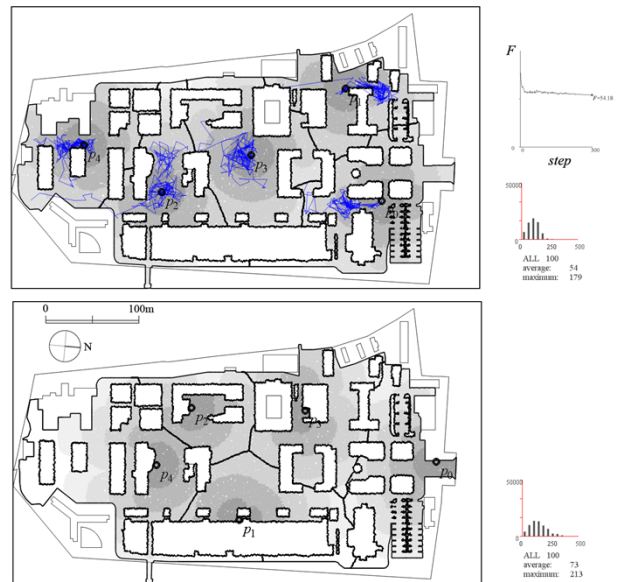 F
F=54.18
0
300
step
p1
p4
p3
p2
50000
0
250
500
ALL 100
average: 54
maximum: 179
0
100m
N
p2
p3
p4
p0
p1
50000
0
250
500
ALL 100
average: 73
maximum: 213